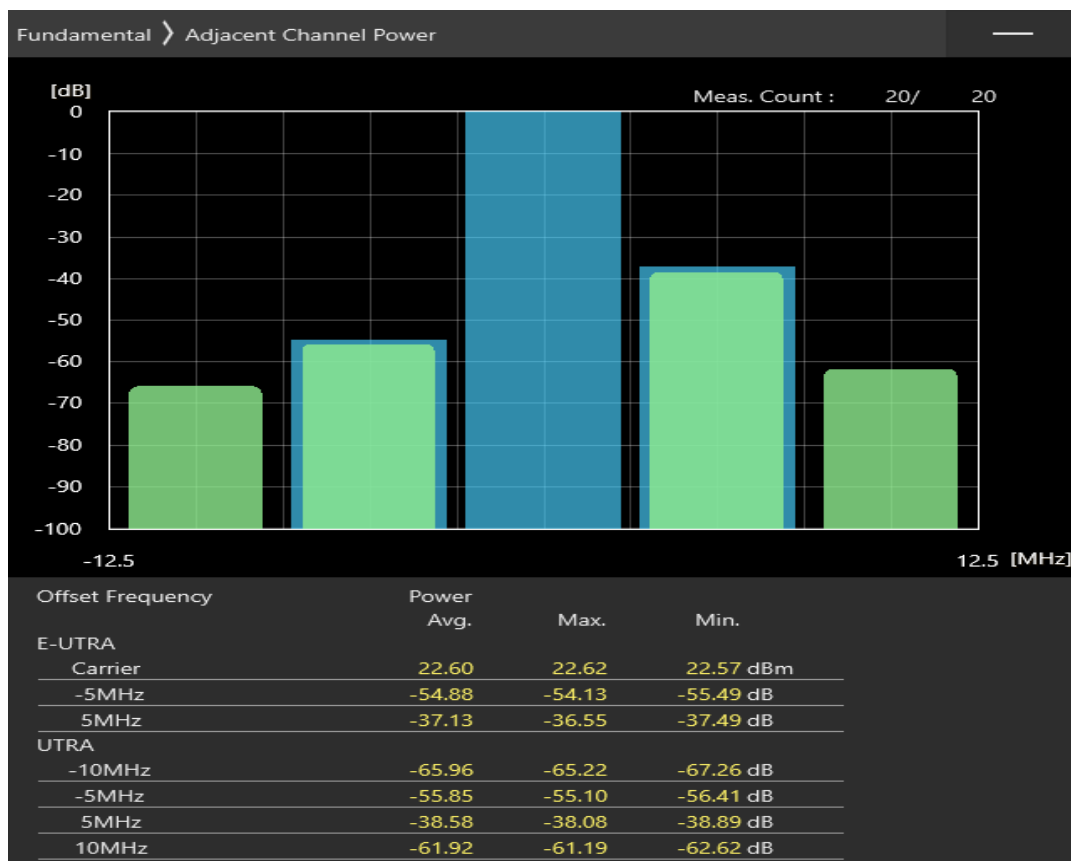 Fundamental ❯ Adjacent Channel Power
[dB]
Meas. Count : 20/ 20
0
-10
-20
-30
-40
-50
-60
-70
-80
-90
-100
-12.5 12.5 [MHz]
Offset Frequency Power
Avg. Max. Min.
E-UTRA
Carrier 22.60 22.62 22.57 dBm
-5MHz -54.88 -54.13 -55.49 dB
5MHz -37.13 -36.55 -37.49 dB
UTRA
-10MHz -65.96 -65.22 -67.26 dB
-5MHz -55.85 -55.10 -56.41 dB
5MHz -38.58 -38.08 -38.89 dB
10MHz -61.92 -61.19 -62.62 dB